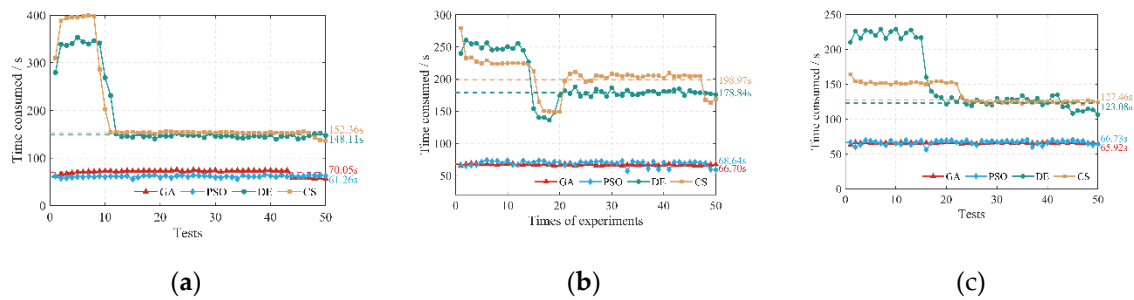 (a)
400
300
200
100
0
Time consumed / s
152.36s
148.11s
70.05s
61.26s
GA PSO DE CS
0 10 20 30 40 50
Tests
(b)
300
250
200
150
100
50
Time consumed / s
198.97s
178.84s
68.64s
66.70s
GA PSO DE CS
0 10 20 30 40 50
Times of experiments
(c)
250
200
150
100
50
0
Time consumed / s
127.46s
123.08s
66.73s
65.92s
GA PSO DE CS
0 10 20 30 40 50
Tests
(a) (b) (c)